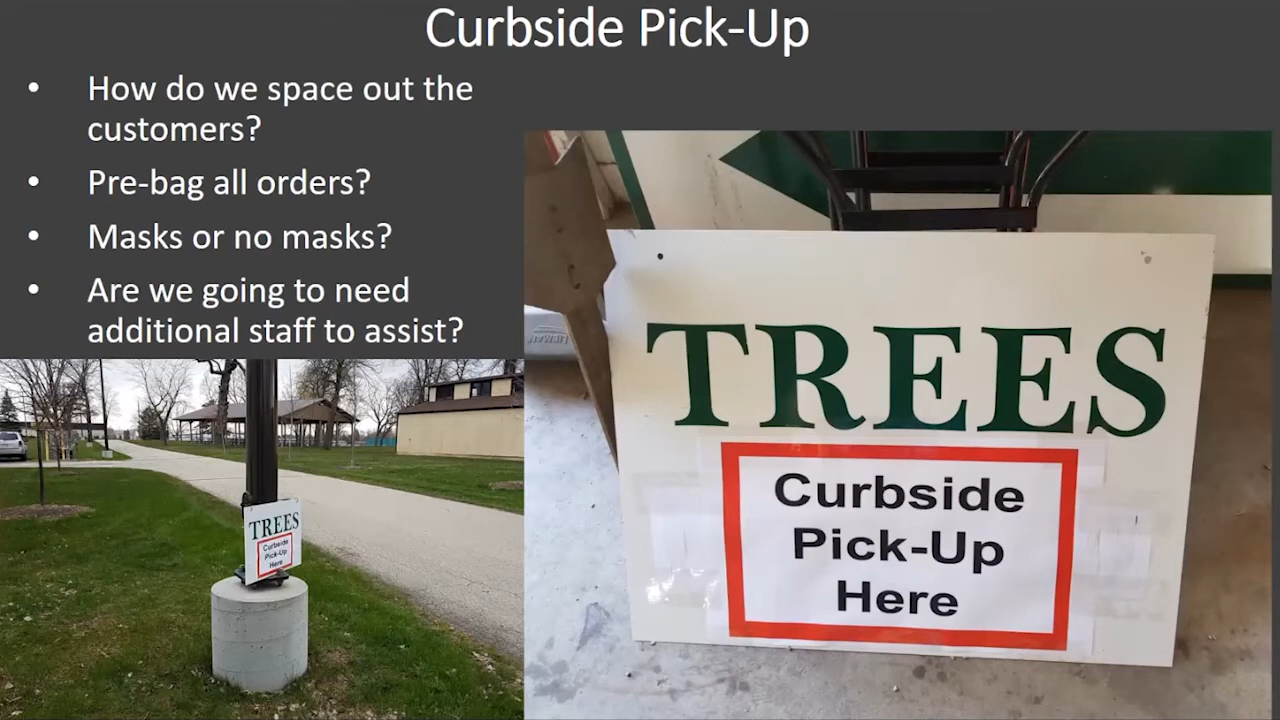 Curbside Pick-Up
• How do we space out the
customers?
• Pre-bag all orders?
• Masks or no masks?
• Are we going to need
additional staff to assist?
TREES
Curbside
Pick-Up
Here
TREES
Curbside
Pick-Up
Here